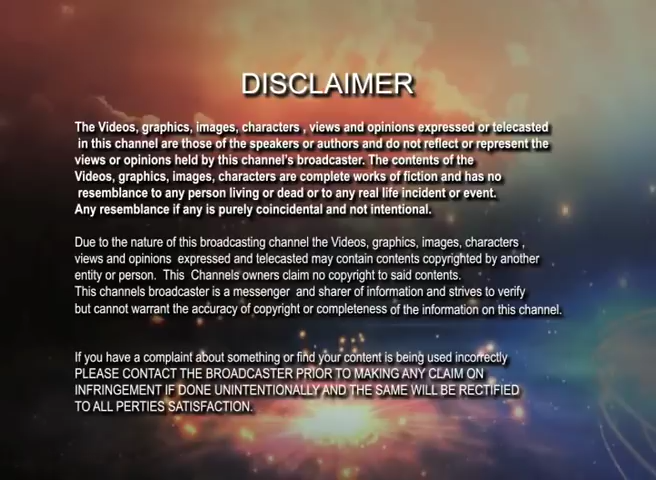 DISCLAIMER
The Videos, graphics, images, characters , views and opinions expressed or telecasted
in this channel are those of the speakers or authors and do not reflect or represent the
views or opinions held by this channel's broadcaster. The contents of the
Videos, graphics, images, characters are complete works of fiction and has no
resemblance to any person living or dead or to any real life incident or event.
Any resemblance if any is purely coincidental and not intentional.
Due to the nature of this broadcasting channel the Videos, graphics, images, characters ,
views and opinions expressed and telecasted may contain contents copyrighted by another
entity or person. This Channels owners claim no copyright to said contents.
This channels broadcaster is a messenger and sharer of information and strives to verify
but cannot warrant the accuracy of copyright or completeness of the information on this channel.
If you have a complaint about something or find your content is being used incorrectly
PLEASE CONTACT THE BROADCASTER PRIOR TO MAKING ANY CLAIM ON
INFRINGEMENT IF DONE UNINTENTIONALLY AND THE SAME WILL BE RECTIFIED
TO ALL PERTIES SATISFACTION.